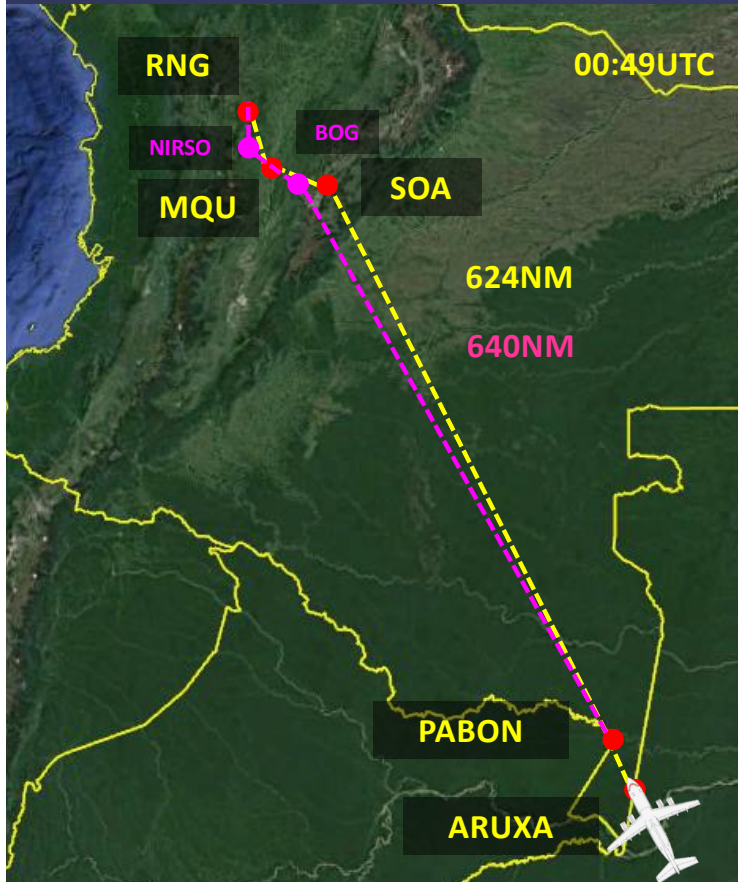 RNG
00:49UTC
NIRSO
BOG
MQU
SOA
624NM
640NM
PABON
ARUXA